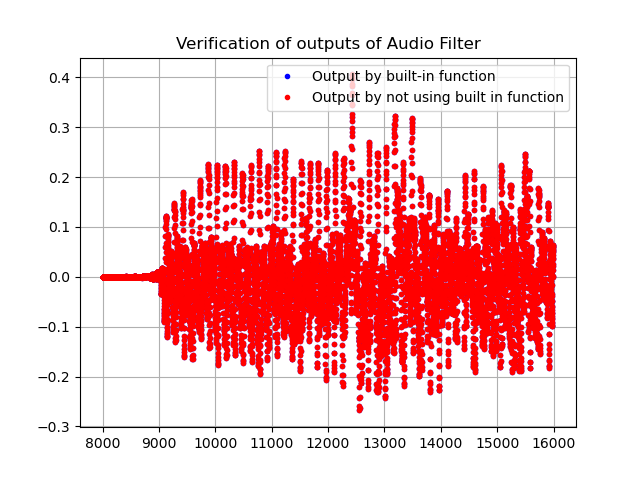 Verification of outputs of Audio Filter
Output by built-in function
Output by not using built in function
0.4
0.3
0.2
0.1
0.0
−0.1
−0.2
−0.3
8000 9000 10000 11000 12000 13000 14000 15000 16000